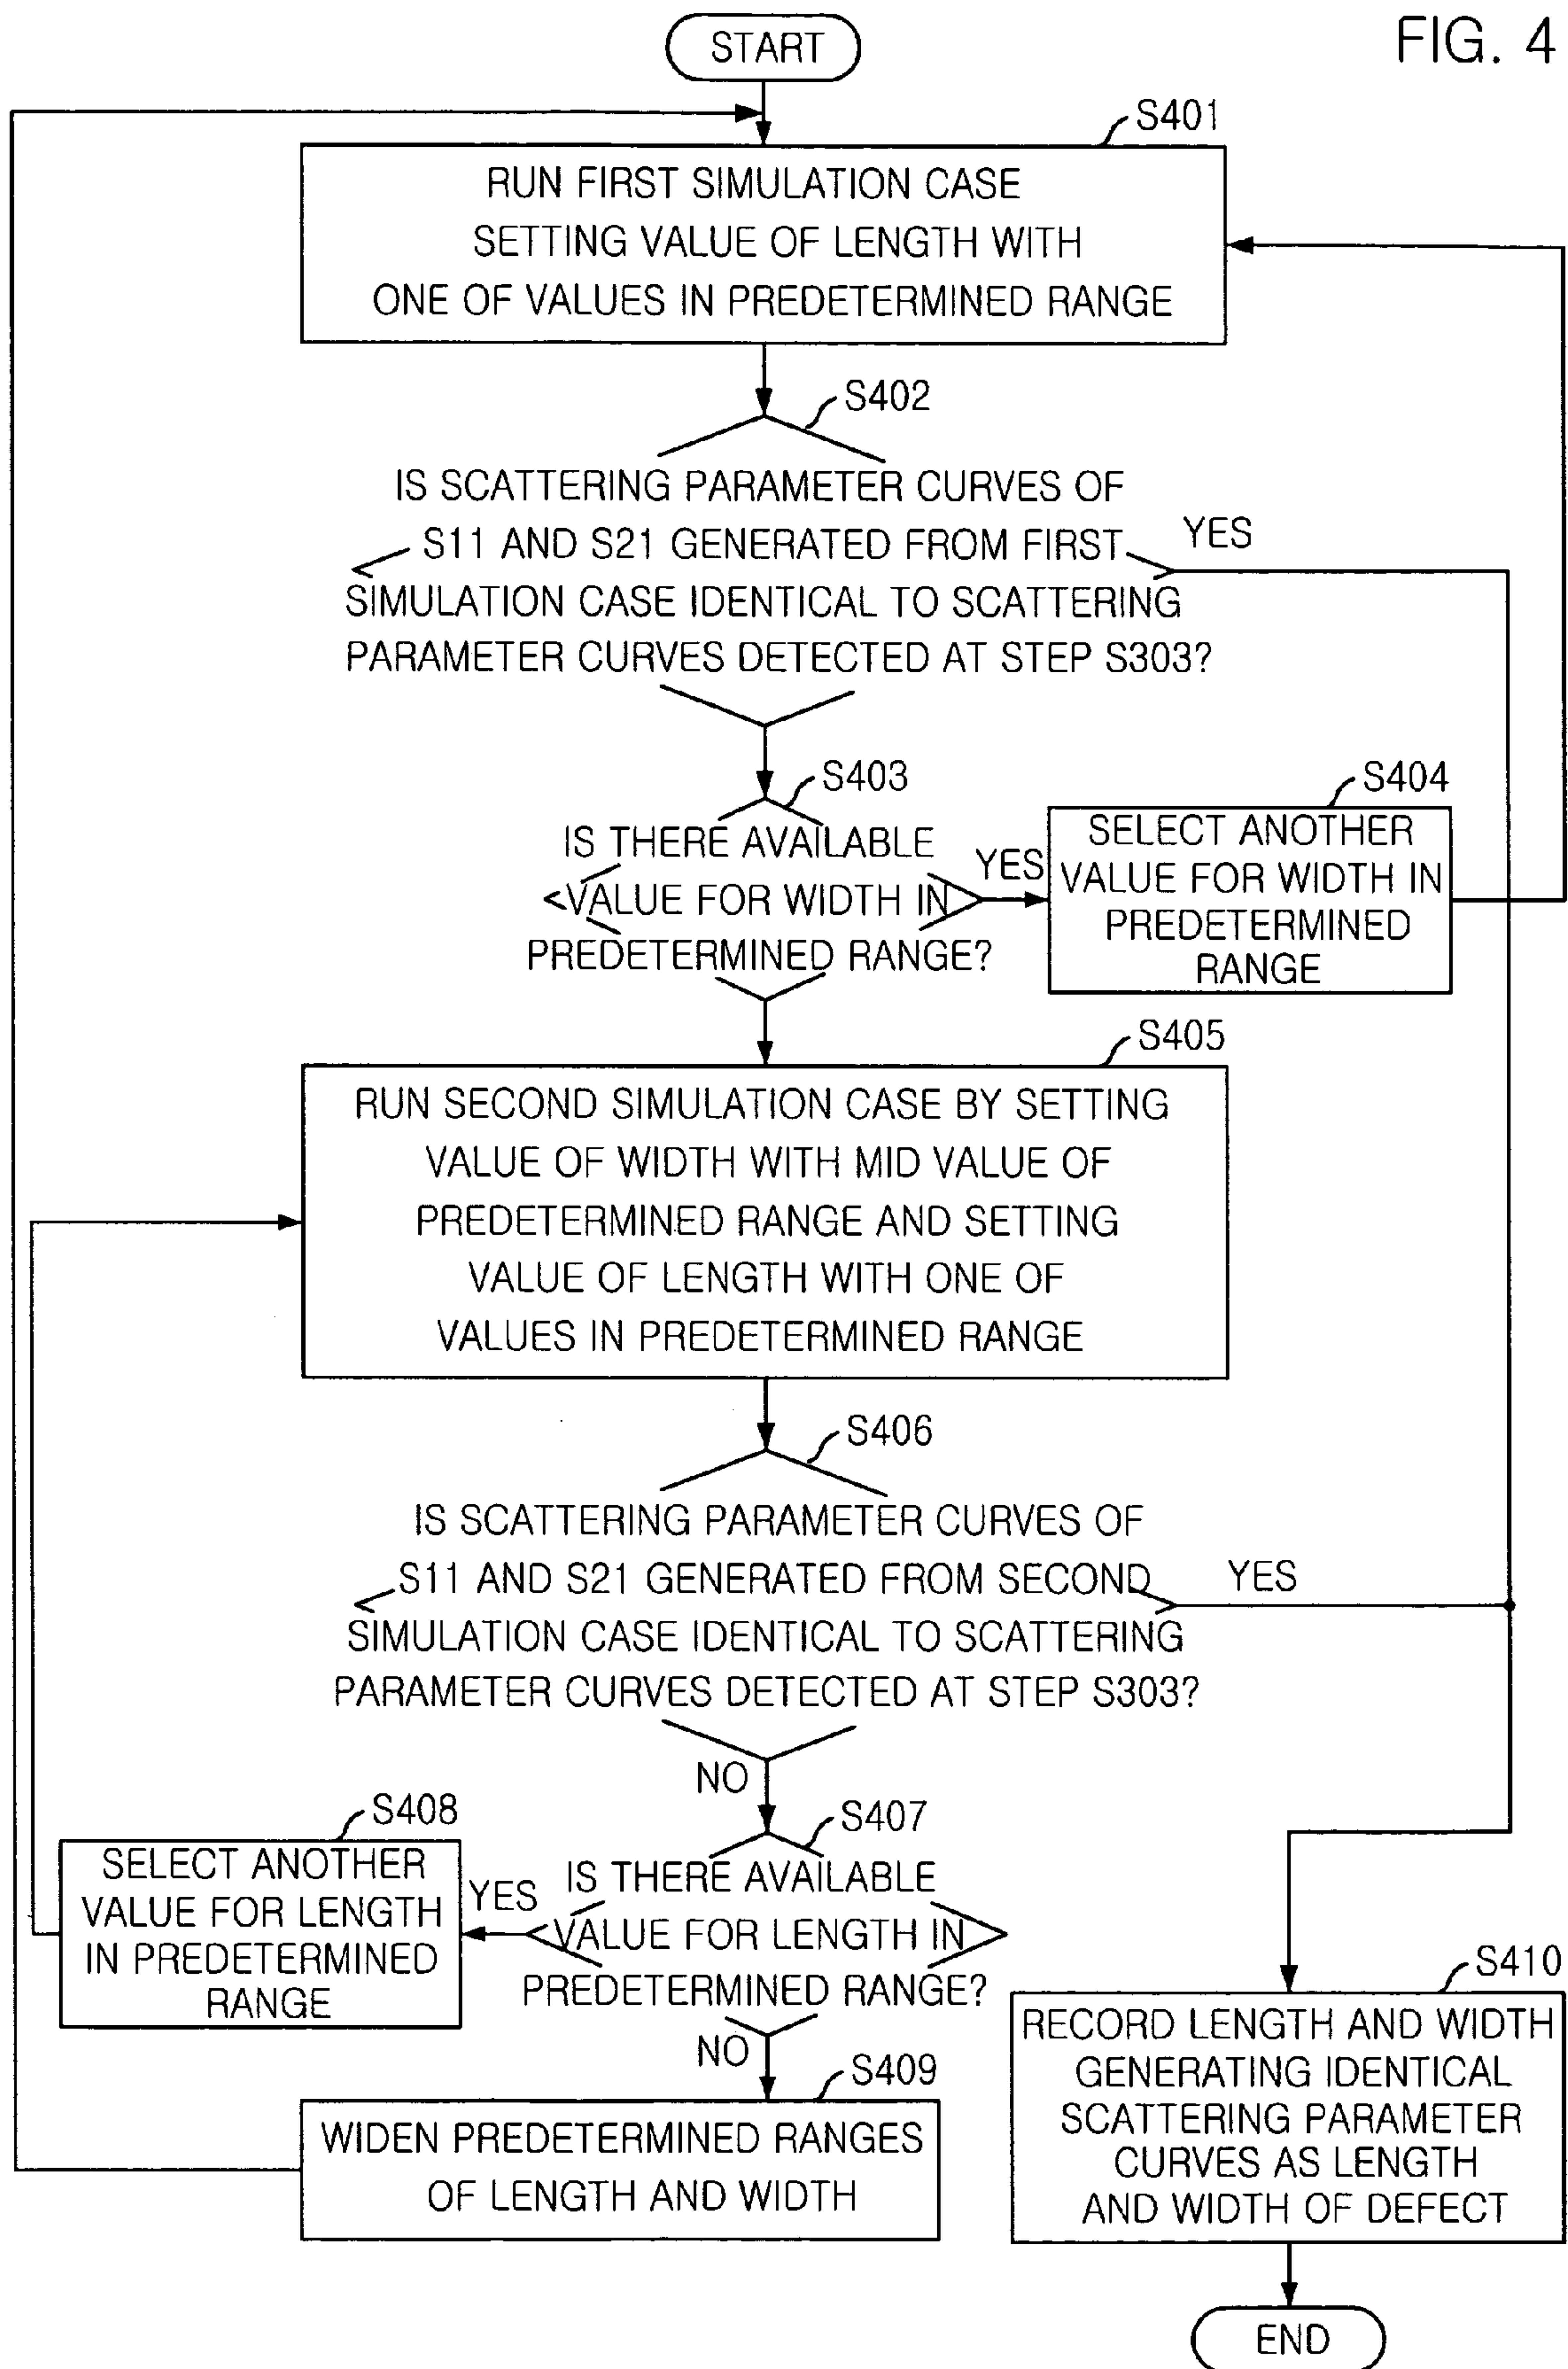 FIG. 4
START
S401
RUN FIRST SIMULATION CASE
SETTING VALUE OF LENGTH WITH
ONE OF VALUES IN PREDETERMINED RANGE
S402
IS SCATTERING PARAMETER CURVES OF
S11 AND S21 GENERATED FROM FIRST
SIMULATION CASE IDENTICAL TO SCATTERING
PARAMETER CURVES DETECTED AT STEP S303?
YES
S403
IS THERE AVAILABLE
VALUE FOR WIDTH IN
PREDETERMINED RANGE?
YES
S404
SELECT ANOTHER
VALUE FOR WIDTH IN
PREDETERMINED
RANGE
S405
RUN SECOND SIMULATION CASE BY SETTING
VALUE OF WIDTH WITH MID VALUE OF
PREDETERMINED RANGE AND SETTING
VALUE OF LENGTH WITH ONE OF
VALUES IN PREDETERMINED RANGE
S406
IS SCATTERING PARAMETER CURVES OF
S11 AND S21 GENERATED FROM SECOND
SIMULATION CASE IDENTICAL TO SCATTERING
PARAMETER CURVES DETECTED AT STEP S303?
YES
NO
S407
IS THERE AVAILABLE
VALUE FOR LENGTH IN
PREDETERMINED RANGE?
YES
S408
SELECT ANOTHER
VALUE FOR LENGTH
IN PREDETERMINED
RANGE
NO
S409
WIDEN PREDETERMINED RANGES
OF LENGTH AND WIDTH
S410
RECORD LENGTH AND WIDTH
GENERATING IDENTICAL
SCATTERING PARAMETER
CURVES AS LENGTH
AND WIDTH OF DEFECT
END